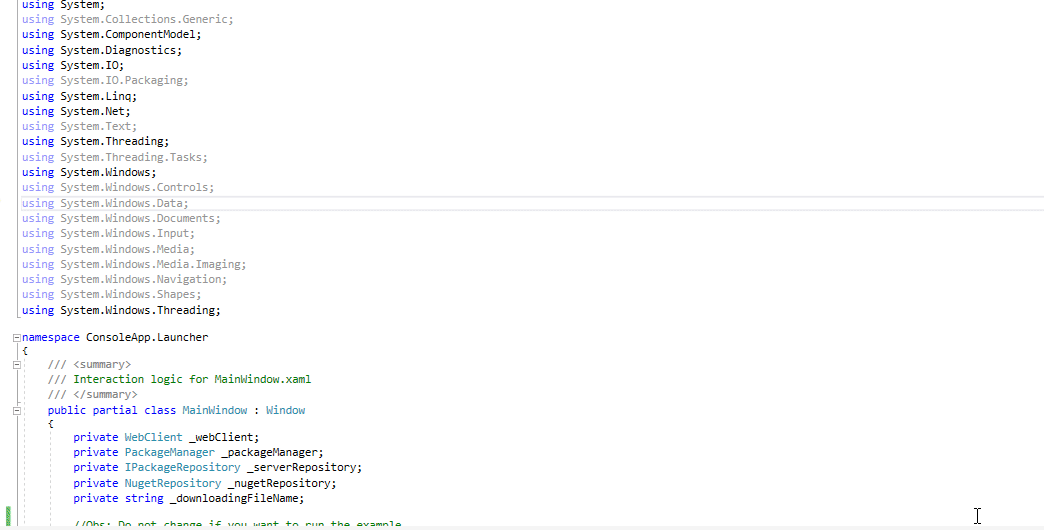 using System;
using System.Collections.Generic;
using System.ComponentModel;
using System.Diagnostics;
using System.IO;
using System.IO.Packaging;
using System.Linq;
using System.Net;
using System.Text;
using System.Threading;
using System.Threading.Tasks;
using System.Windows;
using System.Windows.Controls;
using System.Windows.Data;
using System.Windows.Documents;
using System.Windows.Input;
using System.Windows.Media;
using System.Windows.Media.Imaging;
using System.Windows.Navigation;
using System.Windows.Shapes;
using System.Windows.Threading;
namespace ConsoleApp.Launcher
{
/// <summary>
/// Interaction logic for MainWindow.xaml
/// </summary>
public partial class MainWindow : Window
{
private WebClient _webClient;
private PackageManager _packageManager;
private IPackageRepository _serverRepository;
private NugetRepository _nugetRepository;
private string _downloadingFileName;
//Obs: Do not change if you want to run the example